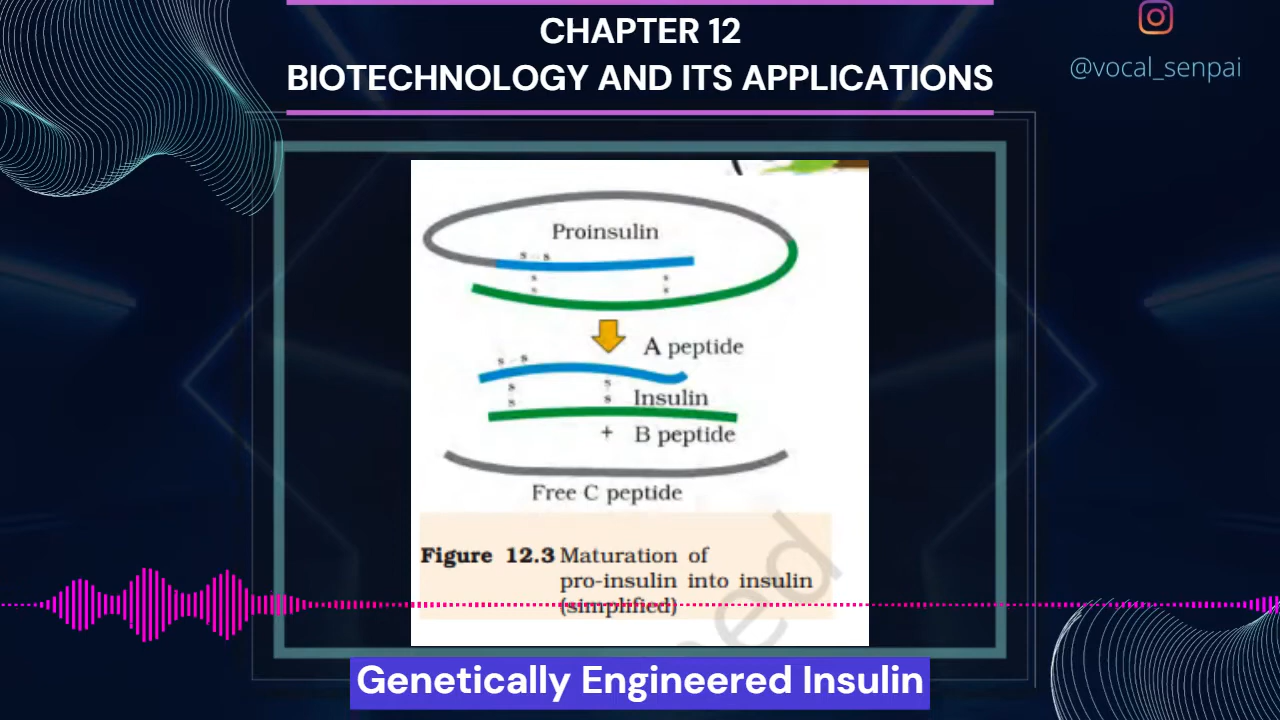 CHAPTER 12
BIOTECHNOLOGY AND ITS APPLICATIONS
@vocal_senpai
Proinsulin
s s
s s
s s
A peptide
s s
s s
s s
Insulin
+ B peptide
Free C peptide
Figure 12.3 Maturation of
pro-insulin into insulin
(simplified)
ned
Genetically Engineered Insulin